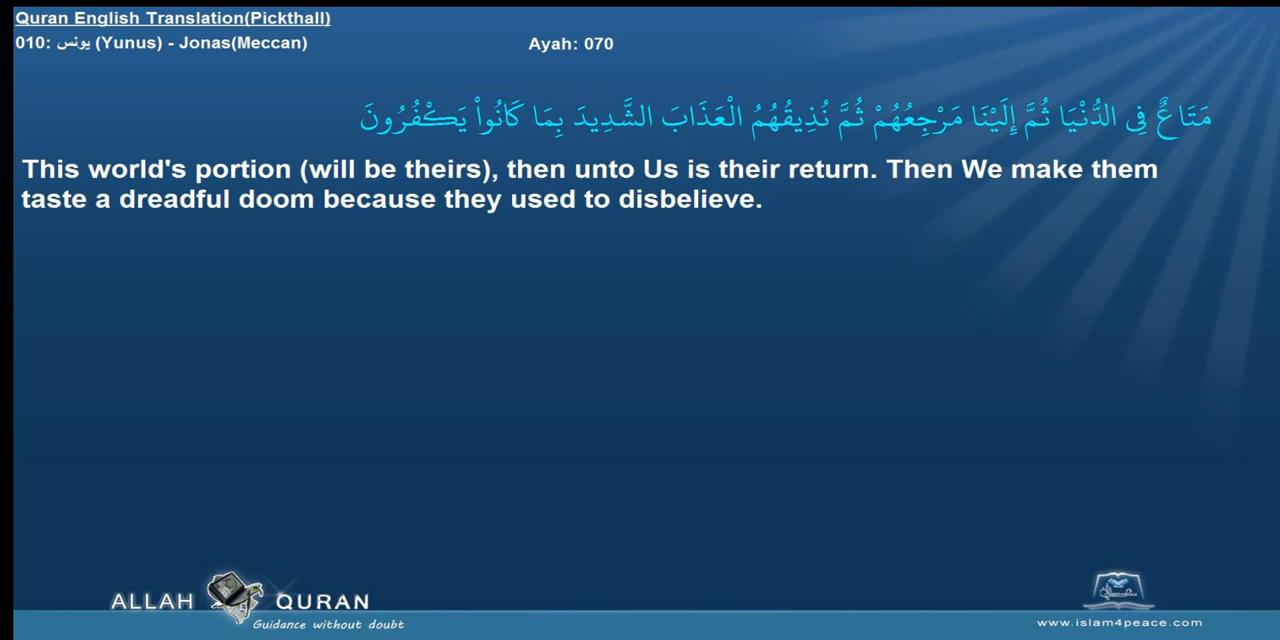 Quran English Translation(Pickthall)
010: يونس (Yunus) - Jonas(Meccan)
Ayah: 070
مَتَاعٌ فِى الدُّنْيَا ثُمَّ إِلَيْنَا مَرْجِعُهُمْ ثُمَّ نُذِيقُهُمُ الْعَذَابَ الشَّدِيدَ بِمَا كَانُواْ يَكْفُرُونَ
This world's portion (will be theirs), then unto Us is their return. Then We make them
taste a dreadful doom because they used to disbelieve.
ALLAH QURAN
Guidance without doubt
www.islam4peace.com